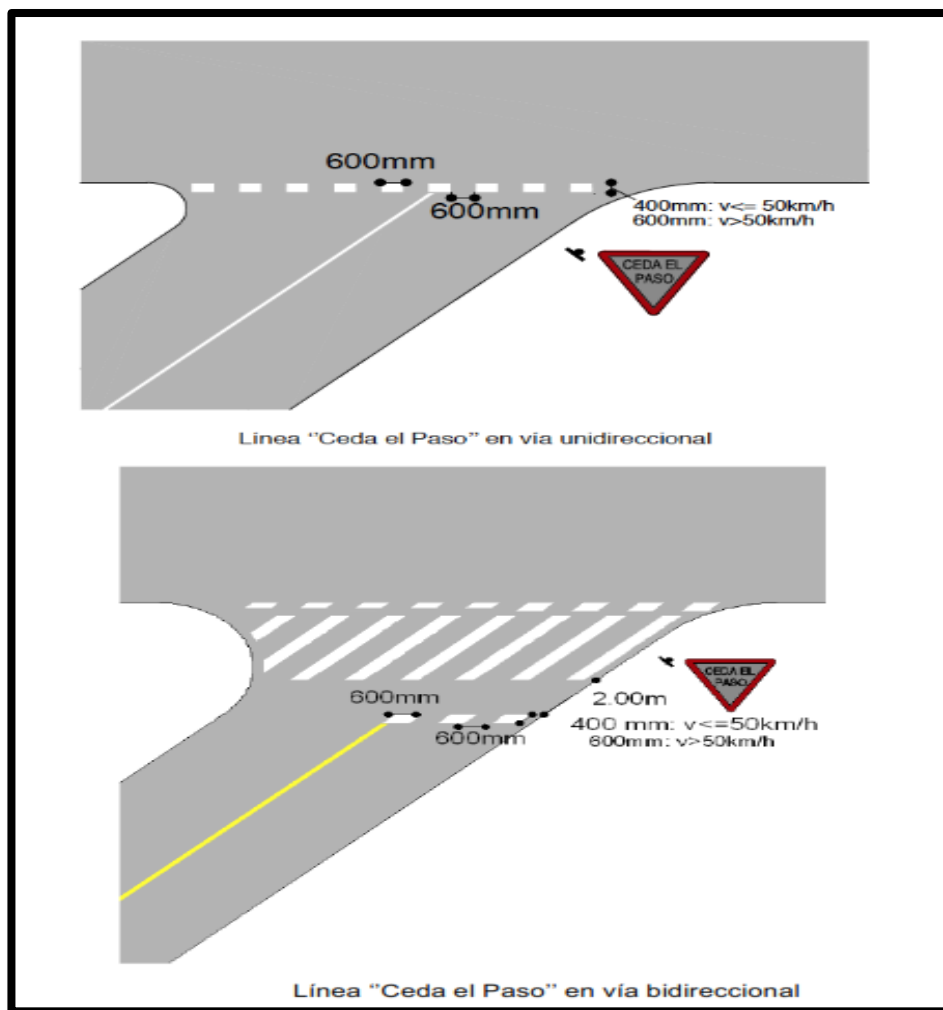 600mm
600mm
400mm: v<= 50km/h
600mm: v>50km/h
CEDA EL
PASO
Línea "Ceda el Paso" en vía unidireccional
CEDA EL
PASO
600mm
2.00m
600mm
400 mm: v<=50km/h
600mm: v>50km/h
Línea "Ceda el Paso" en vía bidireccional